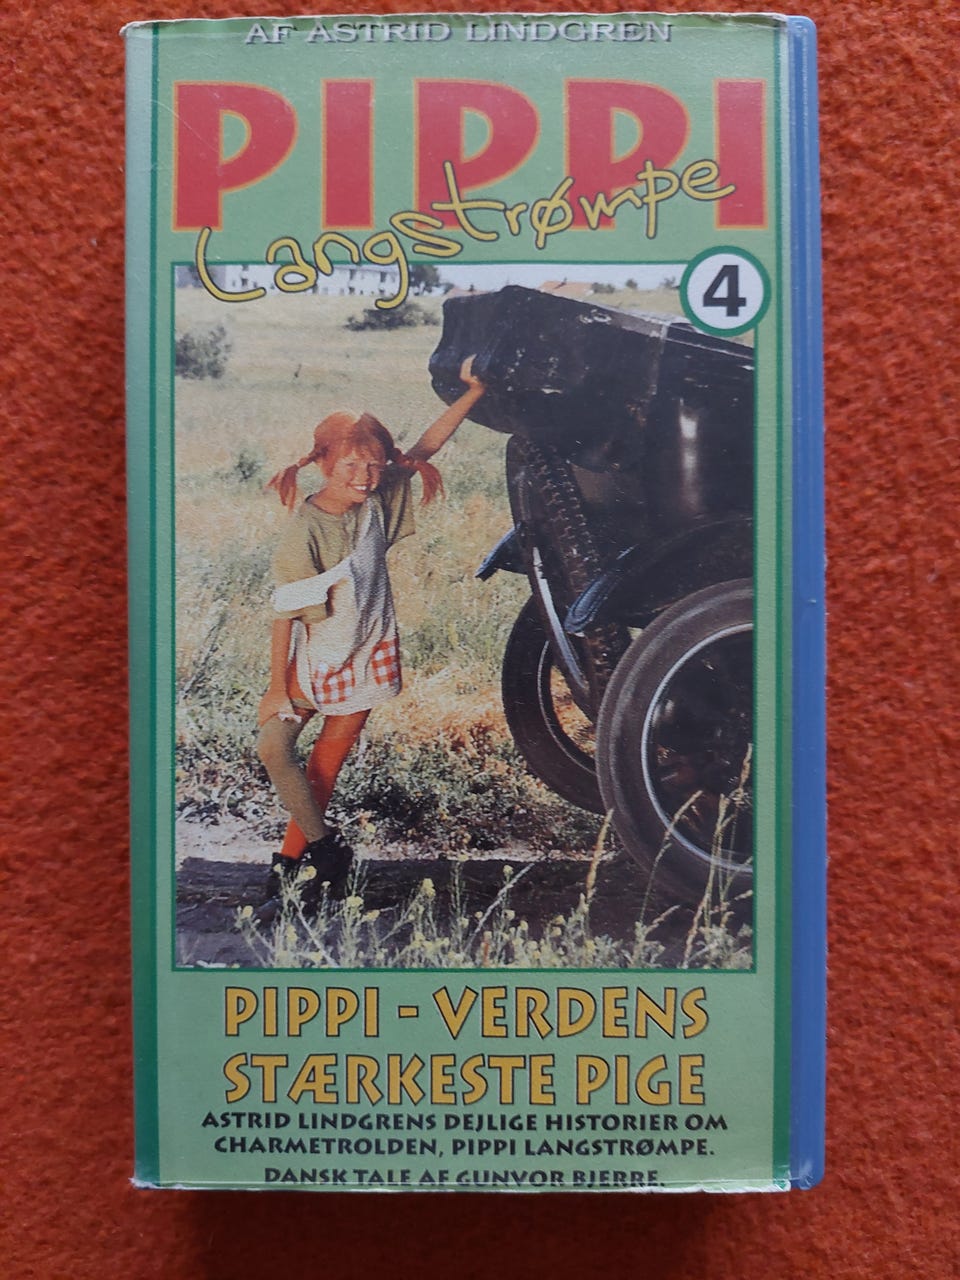 AF ASTRID LINDGREN
PIPPI
Langstrømpe
4
PIPPI - VERDENS
STÆRKESTE PIGE
ASTRID LINDGRENS DEJLIGE HISTORIER OM
CHARMETROLDEN, PIPPI LANGSTRØMPE.
DANSK TALE AF GUNVOR BJERRE.